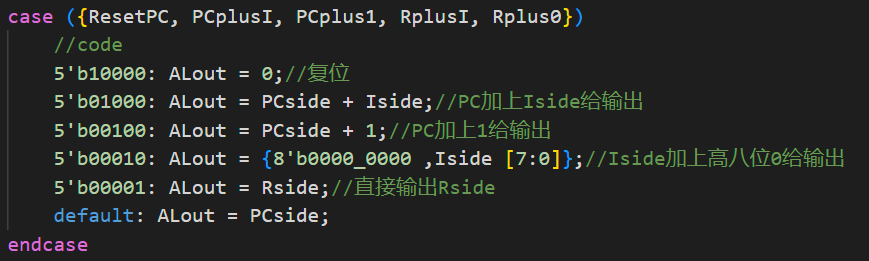 case ({ResetPC, PCplusI, PCplus1, RplusI, Rplus0})
//code
5'b10000: ALout = 0;//复位
5'b01000: ALout = PCside + Iside;//PC加上Iside给输出
5'b00100: ALout = PCside + 1;//PC加上1给输出
5'b00010: ALout = {8'b0000_0000 ,Iside [7:0]};//Iside加上高八位0给输出
5'b00001: ALout = Rside;//直接输出Rside
default: ALout = PCside;
endcase